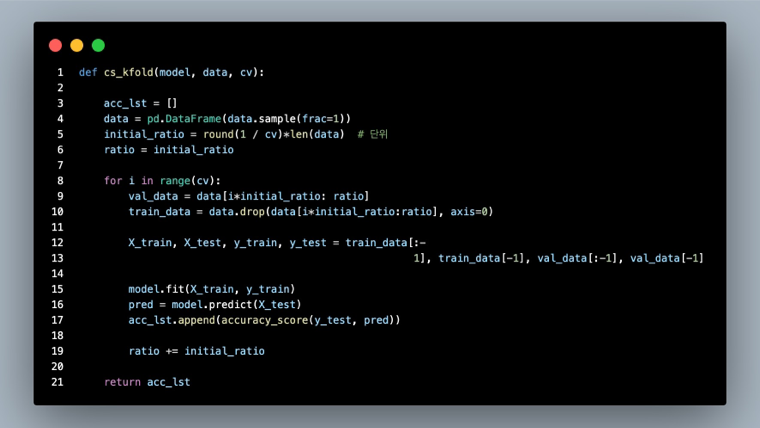 1 def cs_kfold(model, data, cv):
2
3     acc_lst = []
4     data = pd.DataFrame(data.sample(frac=1))
5     initial_ratio = round(1 / cv)*len(data)  # 단위
6     ratio = initial_ratio
7
8     for i in range(cv):
9         val_data = data[i*initial_ratio: ratio]
10         train_data = data.drop(data[i*initial_ratio:ratio], axis=0)
11
12         X_train, X_test, y_train, y_test = train_data[:-
13                                                     1], train_data[-1], val_data[:-1], val_data[-1]
14
15         model.fit(X_train, y_train)
16         pred = model.predict(X_test)
17         acc_lst.append(accuracy_score(y_test, pred))
18
19         ratio += initial_ratio
20
21     return acc_lst